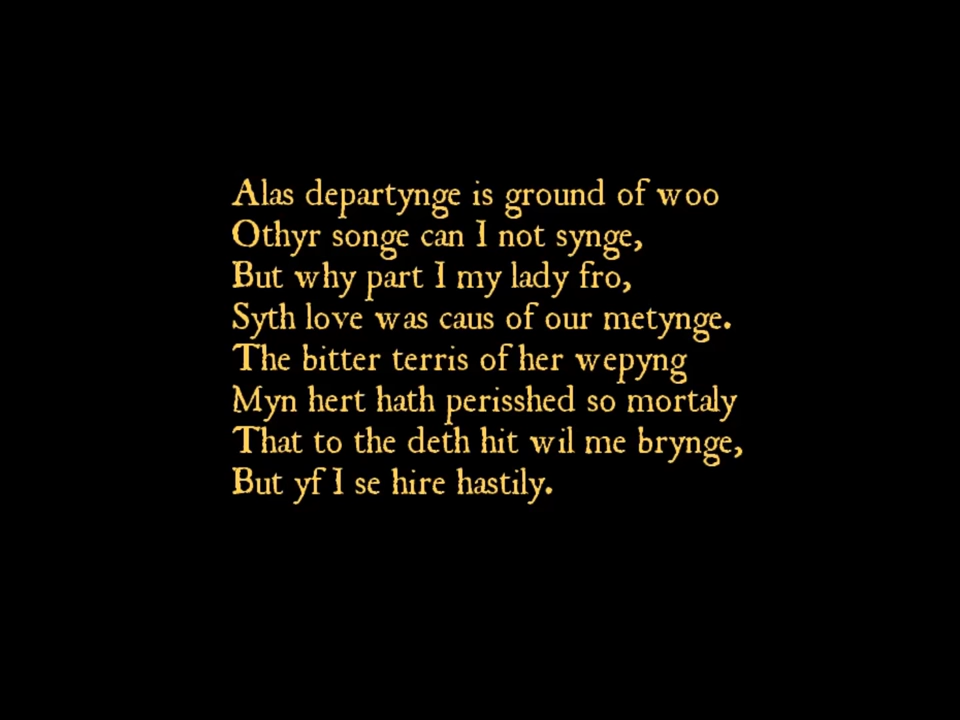 Alas departynge is ground of woo
Othyr songe can I not synge,
But why part I my lady fro,
Syth love was caus of our metynge.
The bitter terris of her wepyng
Myn hert hath perisshed so mortaly
That to the deth hit wil me brynge,
But yf I se hire hastily.